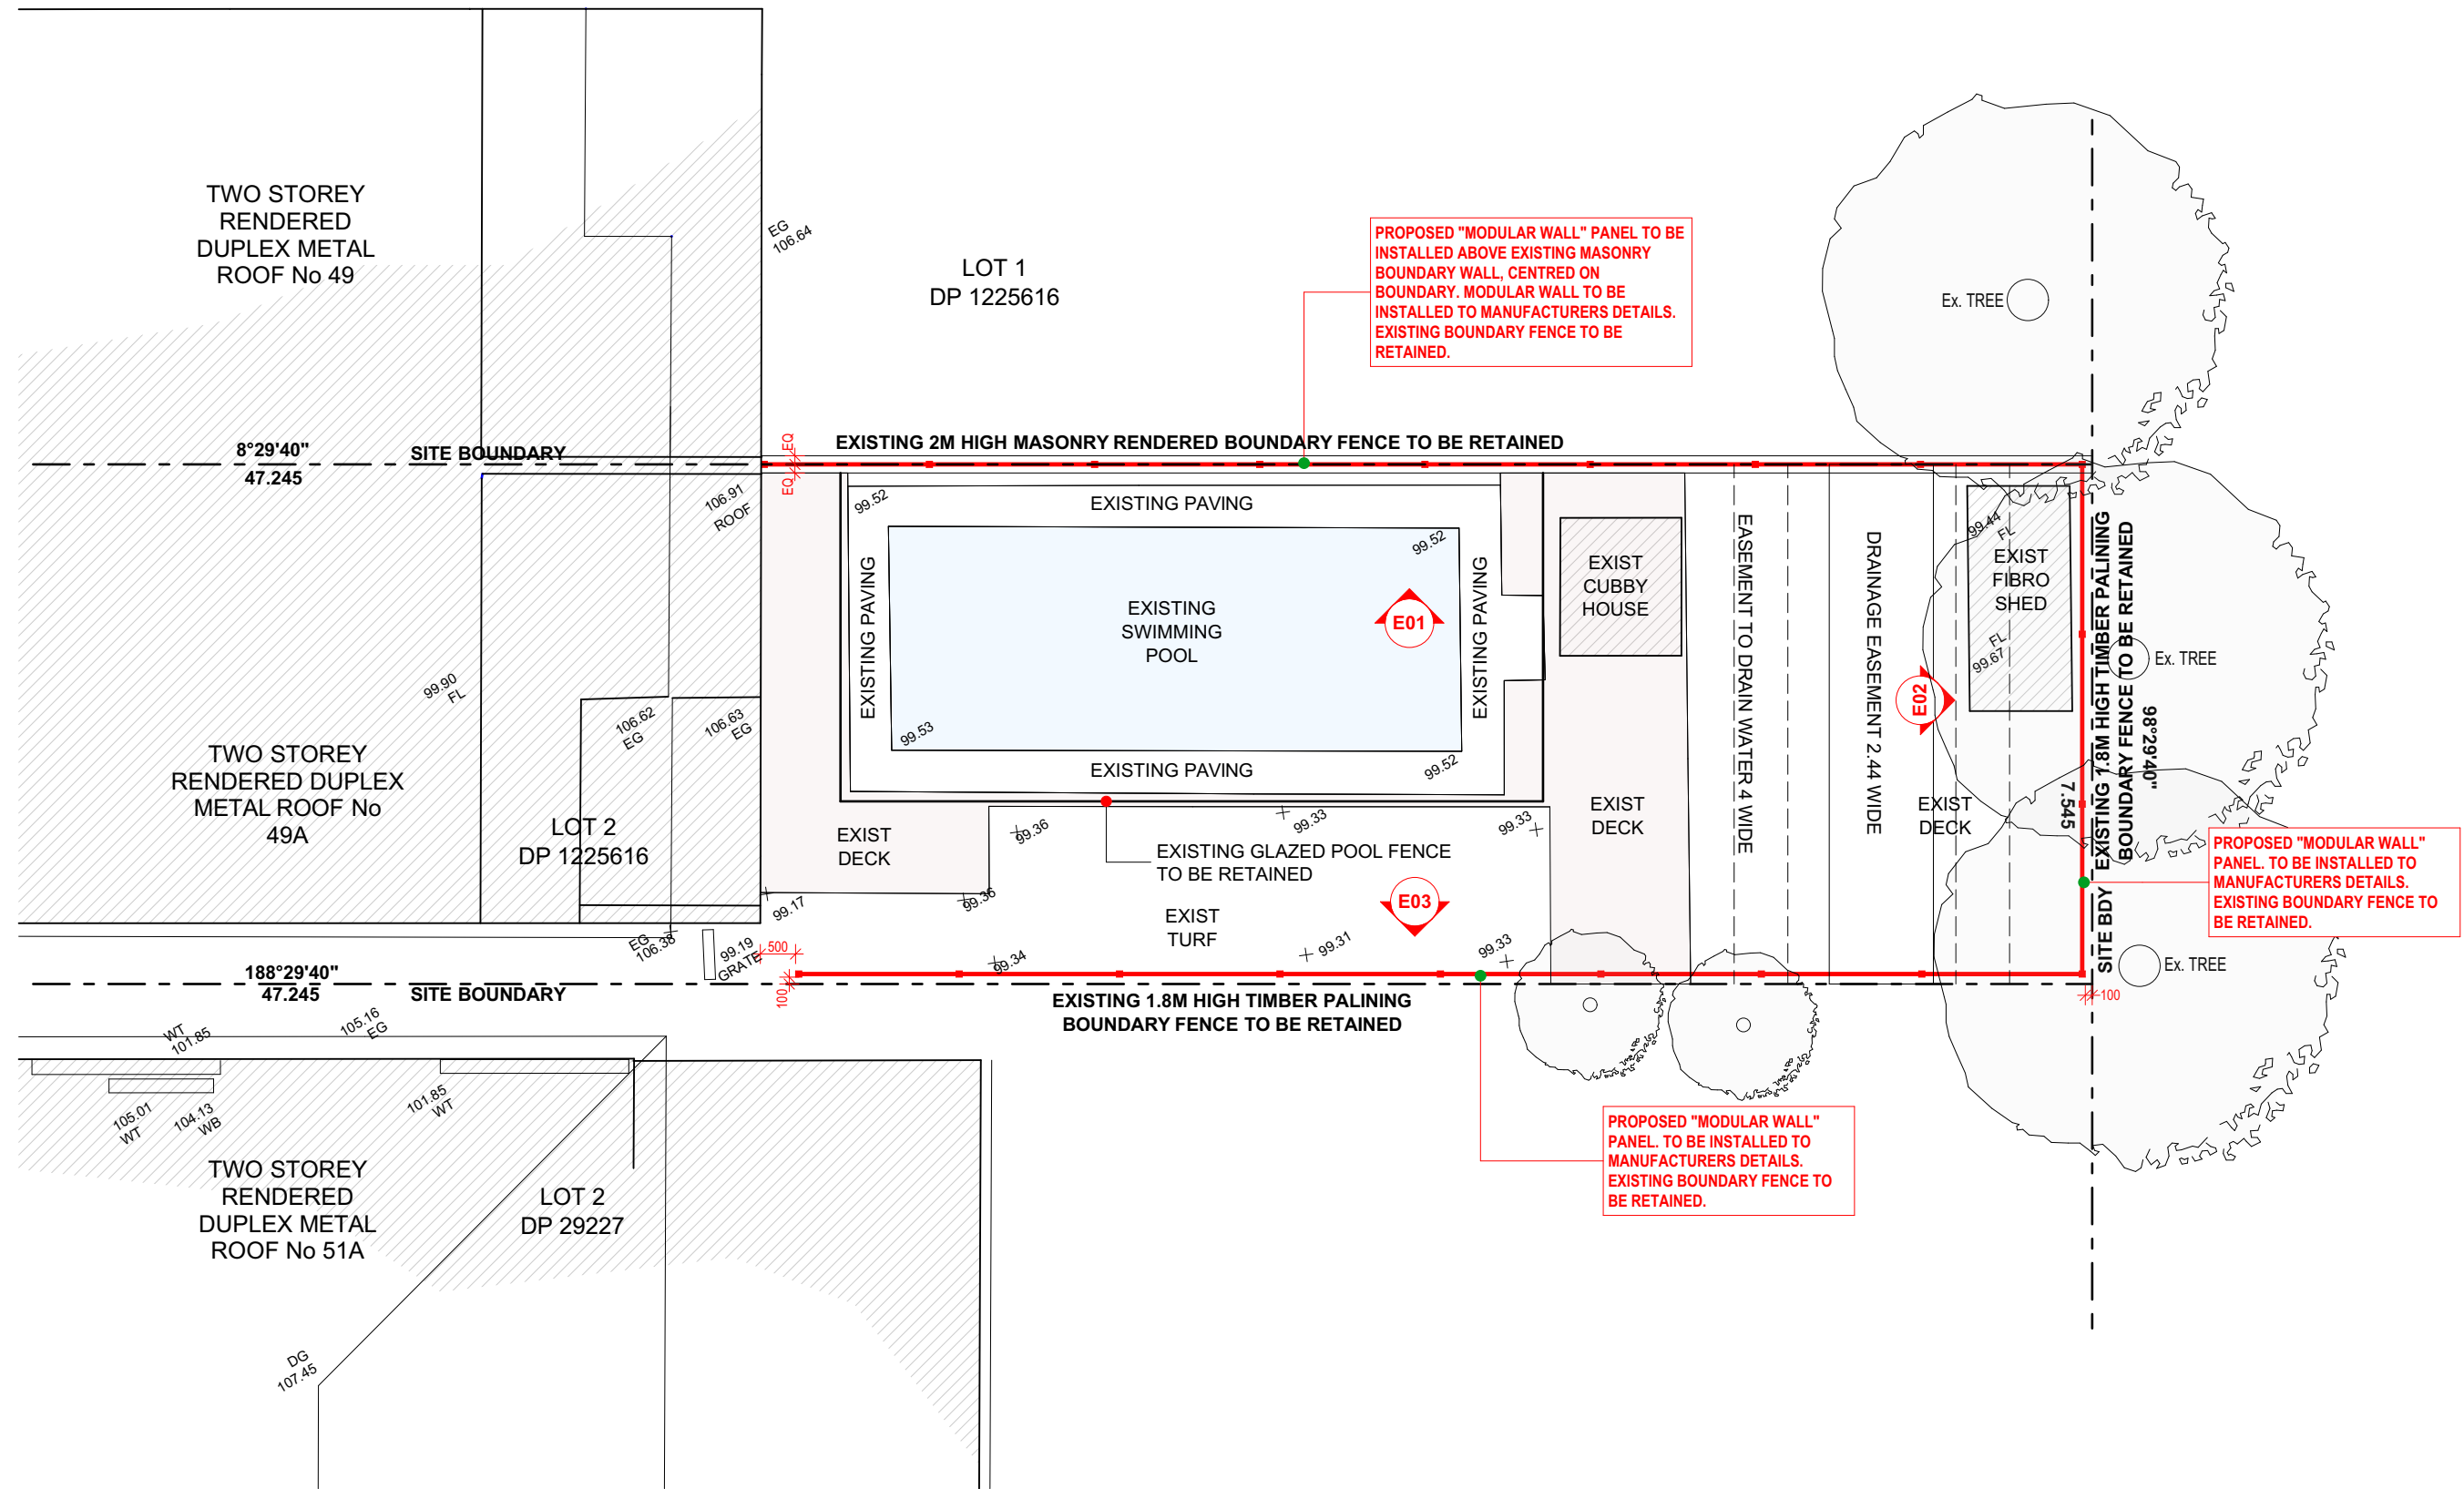 TWO STOREY
RENDERED
DUPLEX METAL
ROOF No 49
EG
106.64
LOT 1
DP 1225616
PROPOSED "MODULAR WALL" PANEL TO BE
INSTALLED ABOVE EXISTING MASONRY
BOUNDARY WALL, CENTRED ON
BOUNDARY. MODULAR WALL TO BE
INSTALLED TO MANUFACTURERS DETAILS.
EXISTING BOUNDARY FENCE TO BE
RETAINED.
Ex. TREE
8°29'40"
47.245
SITE BOUNDARY
EQ
EQ
EXISTING 2M HIGH MASONRY RENDERED BOUNDARY FENCE TO BE RETAINED
106.91
ROOF
99.52
EXISTING PAVING
99.52
EXISTING PAVING
EXISTING
SWIMMING
POOL
E01
EXISTING PAVING
EXIST
CUBBY
HOUSE
EASEMENT TO DRAIN WATER 4 WIDE
DRAINAGE EASEMENT 2.44 WIDE
99.44
FL
EXIST
FIBRO
SHED
FL
99.67
E02
EXISTING 1.8M HIGH TIMBER PALINING
BOUNDARY FENCE TO BE RETAINED
Ex. TREE
98°29'40"
7.545
SITE BDY
99.90
FL
106.62
EG
106.63
EG
99.53
99.52
EXISTING PAVING
TWO STOREY
RENDERED DUPLEX
METAL ROOF No
49A
LOT 2
DP 1225616
EXIST
DECK
99.36
99.33
99.33
EXIST
DECK
EXIST
DECK
EXISTING GLAZED POOL FENCE
TO BE RETAINED
PROPOSED "MODULAR WALL"
PANEL. TO BE INSTALLED TO
MANUFACTURERS DETAILS.
EXISTING BOUNDARY FENCE TO
BE RETAINED.
99.17
99.36
E03
EXIST
TURF
EG
106.38
99.19
GRATE
500
99.34
99.31
99.33
Ex. TREE
188°29'40"
47.245
SITE BOUNDARY
100
100
EXISTING 1.8M HIGH TIMBER PALINING
BOUNDARY FENCE TO BE RETAINED
WT
101.85
105.16
EG
105.01
WT
104.13
WB
101.85
WT
PROPOSED "MODULAR WALL"
PANEL. TO BE INSTALLED TO
MANUFACTURERS DETAILS.
EXISTING BOUNDARY FENCE TO
BE RETAINED.
TWO STOREY
RENDERED
DUPLEX METAL
ROOF No 51A
LOT 2
DP 29227
DG
107.45